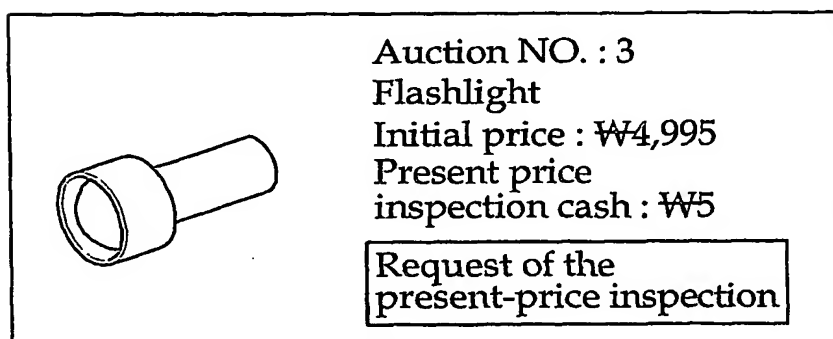 Auction NO. : 3
Flashlight
Initial price : ₩4,995
Present price
inspection cash : ₩5
Request of the
present-price inspection